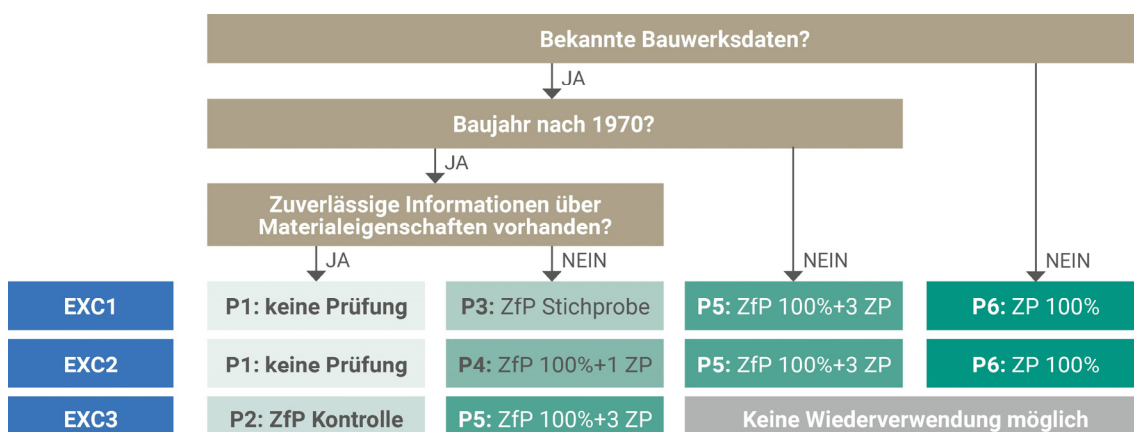 Bekannte Bauwerksdaten?
JA
Baujahr nach 1970?
JA
Zuverlässige Informationen über
Materialeigenschaften vorhanden?
JA
NEIN
NEIN
NEIN
EXC1
P1: keine Prüfung
P3: ZfP Stichprobe
P5: ZfP 100%+3 ZP
P6: ZP 100%
EXC2
P1: keine Prüfung
P4: ZfP 100%+1 ZP
P5: ZfP 100%+3 ZP
P6: ZP 100%
EXC3
P2: ZfP Kontrolle
P5: ZfP 100%+3 ZP
Keine Wiederverwendung möglich